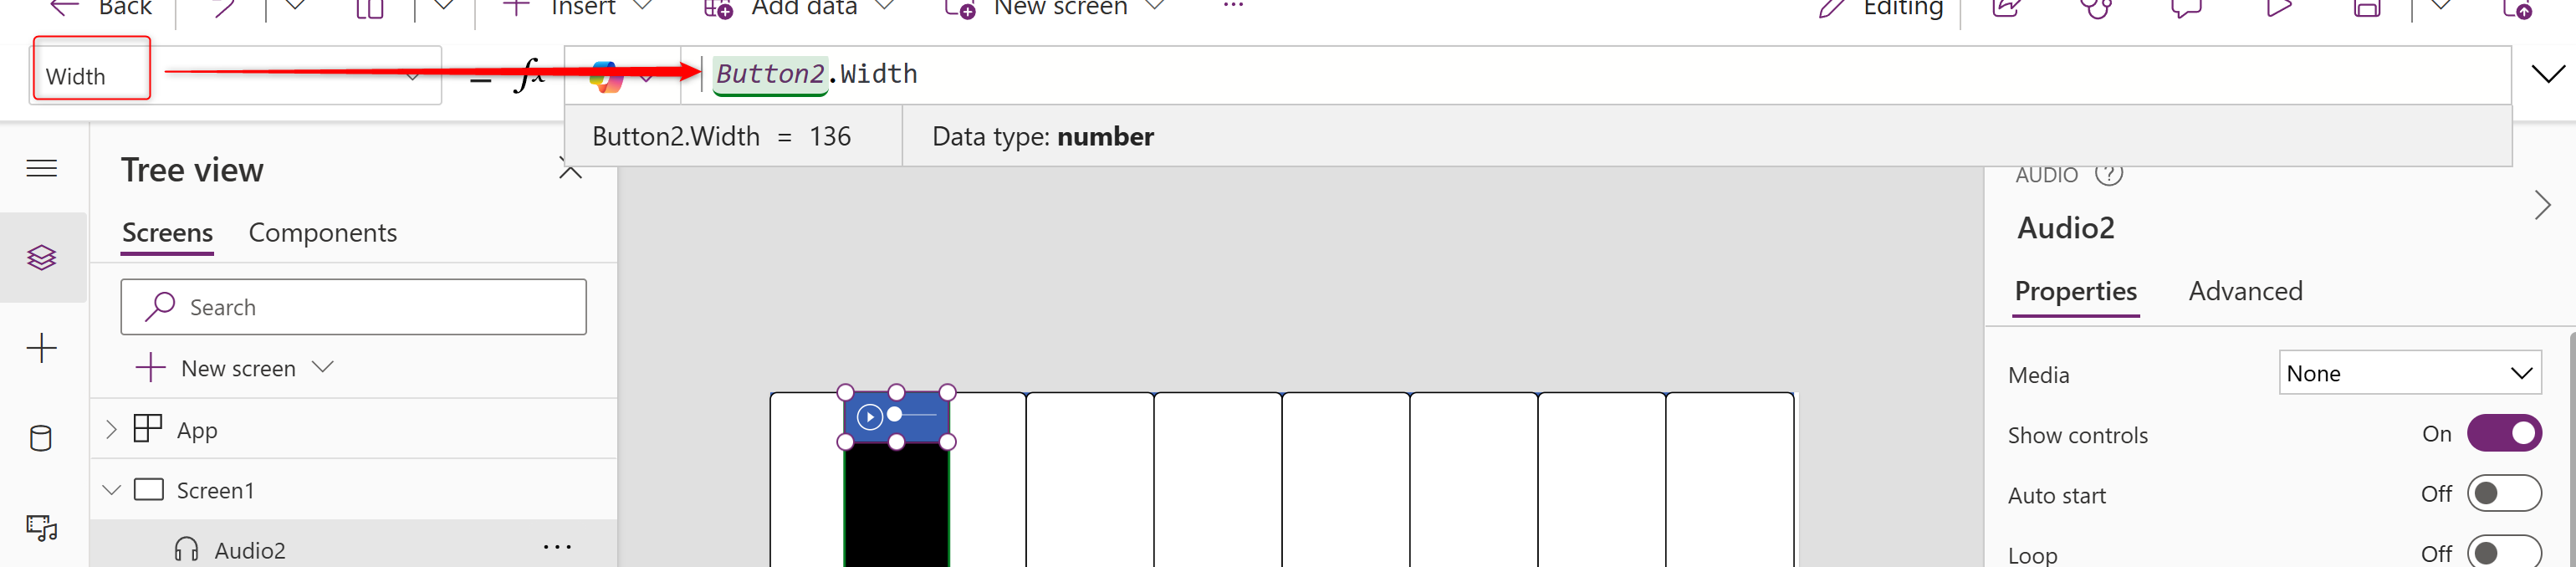 Back Insert Add data New screen ... Editing
Width = fx Button2.Width
Button2.Width = 136 Data type: number
Tree view
Screens Components
Search
New screen
App
Screen1
Audio2 ...
AUDIO ?
Audio2
Properties Advanced
Media None
Show controls On
Auto start Off
Loop Off